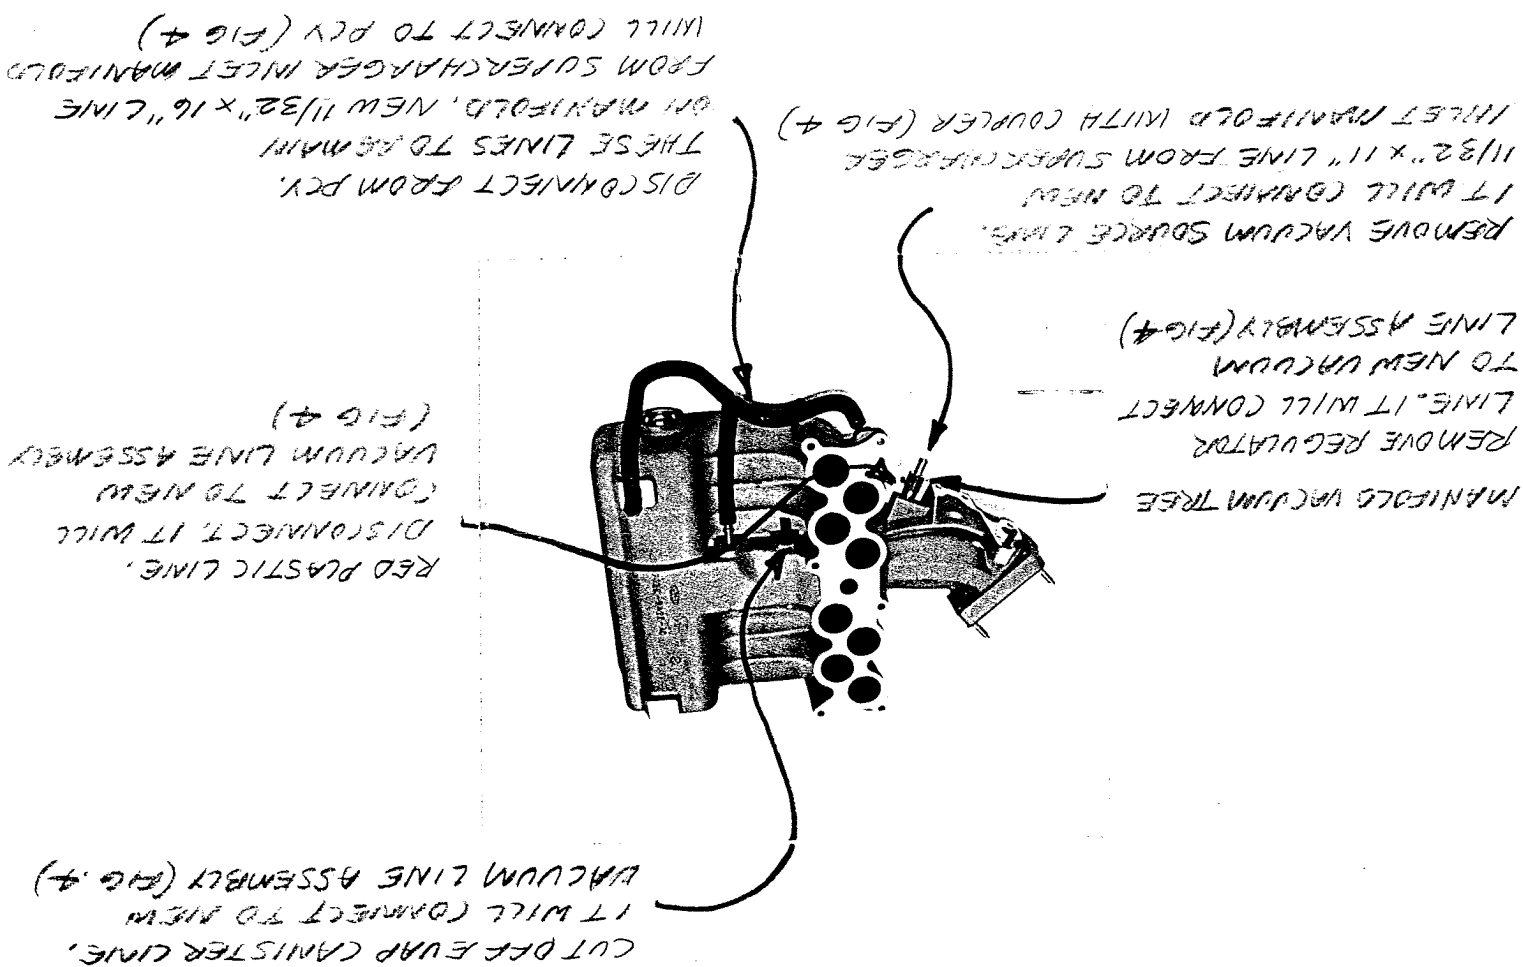 CUT OFF EVAP CANISTER LINE.
IT WILL CONNECT TO NEW
VACUUM LINE ASSEMBLY (FIG. 4)
MANIFOLD VACUUM TREE
REMOVE REGULATOR
LINE. IT WILL CONNECT
TO NEW VACUUM
LINE ASSEMBLY (FIG 4)
RED PLASTIC LINE.
DISCONNECT. IT WILL
CONNECT TO NEW
VACUUM LINE ASSEMBLY
(FIG 4)
REMOVE VACUUM SOURCE LINE.
IT WILL CONNECT TO NEW
11/32" x 11" LINE FROM SUPERCHARGER
INLET MANIFOLD WITH COUPLER (FIG 4)
DISCONNECT FROM PCV.
THESE LINES TO REMAIN
ON MANIFOLD. NEW 11/32" x 16" LINE
FROM SUPERCHARGER INLET MANIFOLD
WILL CONNECT TO PCV (FIG 4)